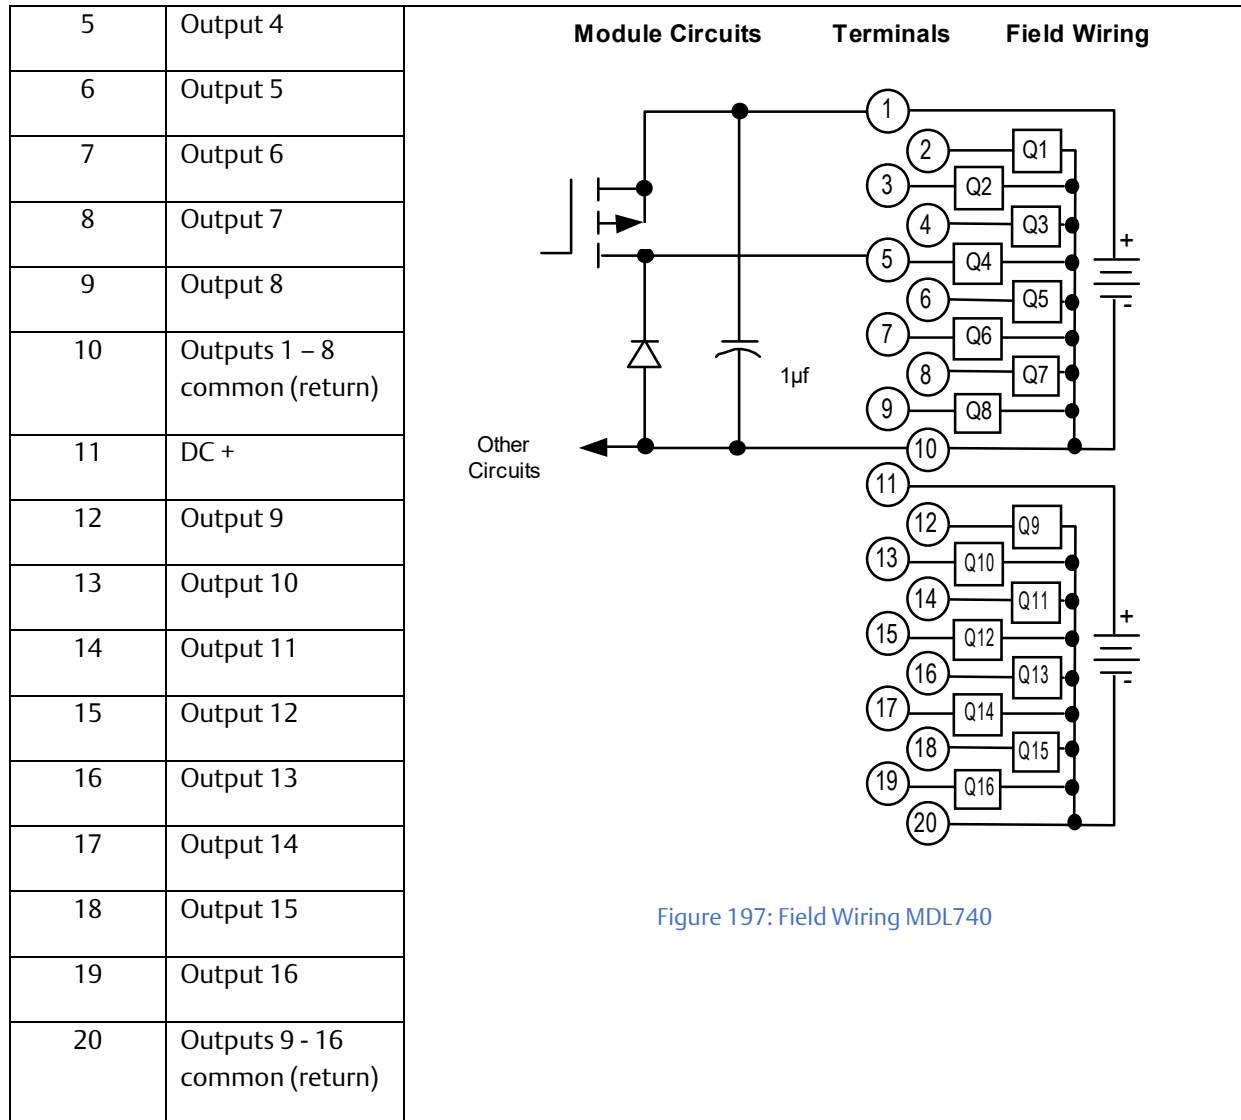 5 Output 4
6 Output 5
7 Output 6
8 Output 7
9 Output 8
10 Outputs 1 – 8
common (return)
11 DC +
12 Output 9
13 Output 10
14 Output 11
15 Output 12
16 Output 13
17 Output 14
18 Output 15
19 Output 16
20 Outputs 9 - 16
common (return)
Module Circuits Terminals Field Wiring
1
2 Q1
3 Q2
4 Q3
+
5 Q4
6 Q5
-
7 Q6
1µf
8 Q7
9 Q8
Other
Circuits
10
11
12 Q9
13 Q10
14 Q11
+
15 Q12
16 Q13
-
17 Q14
18 Q15
19 Q16
20
Figure 197: Field Wiring MDL740